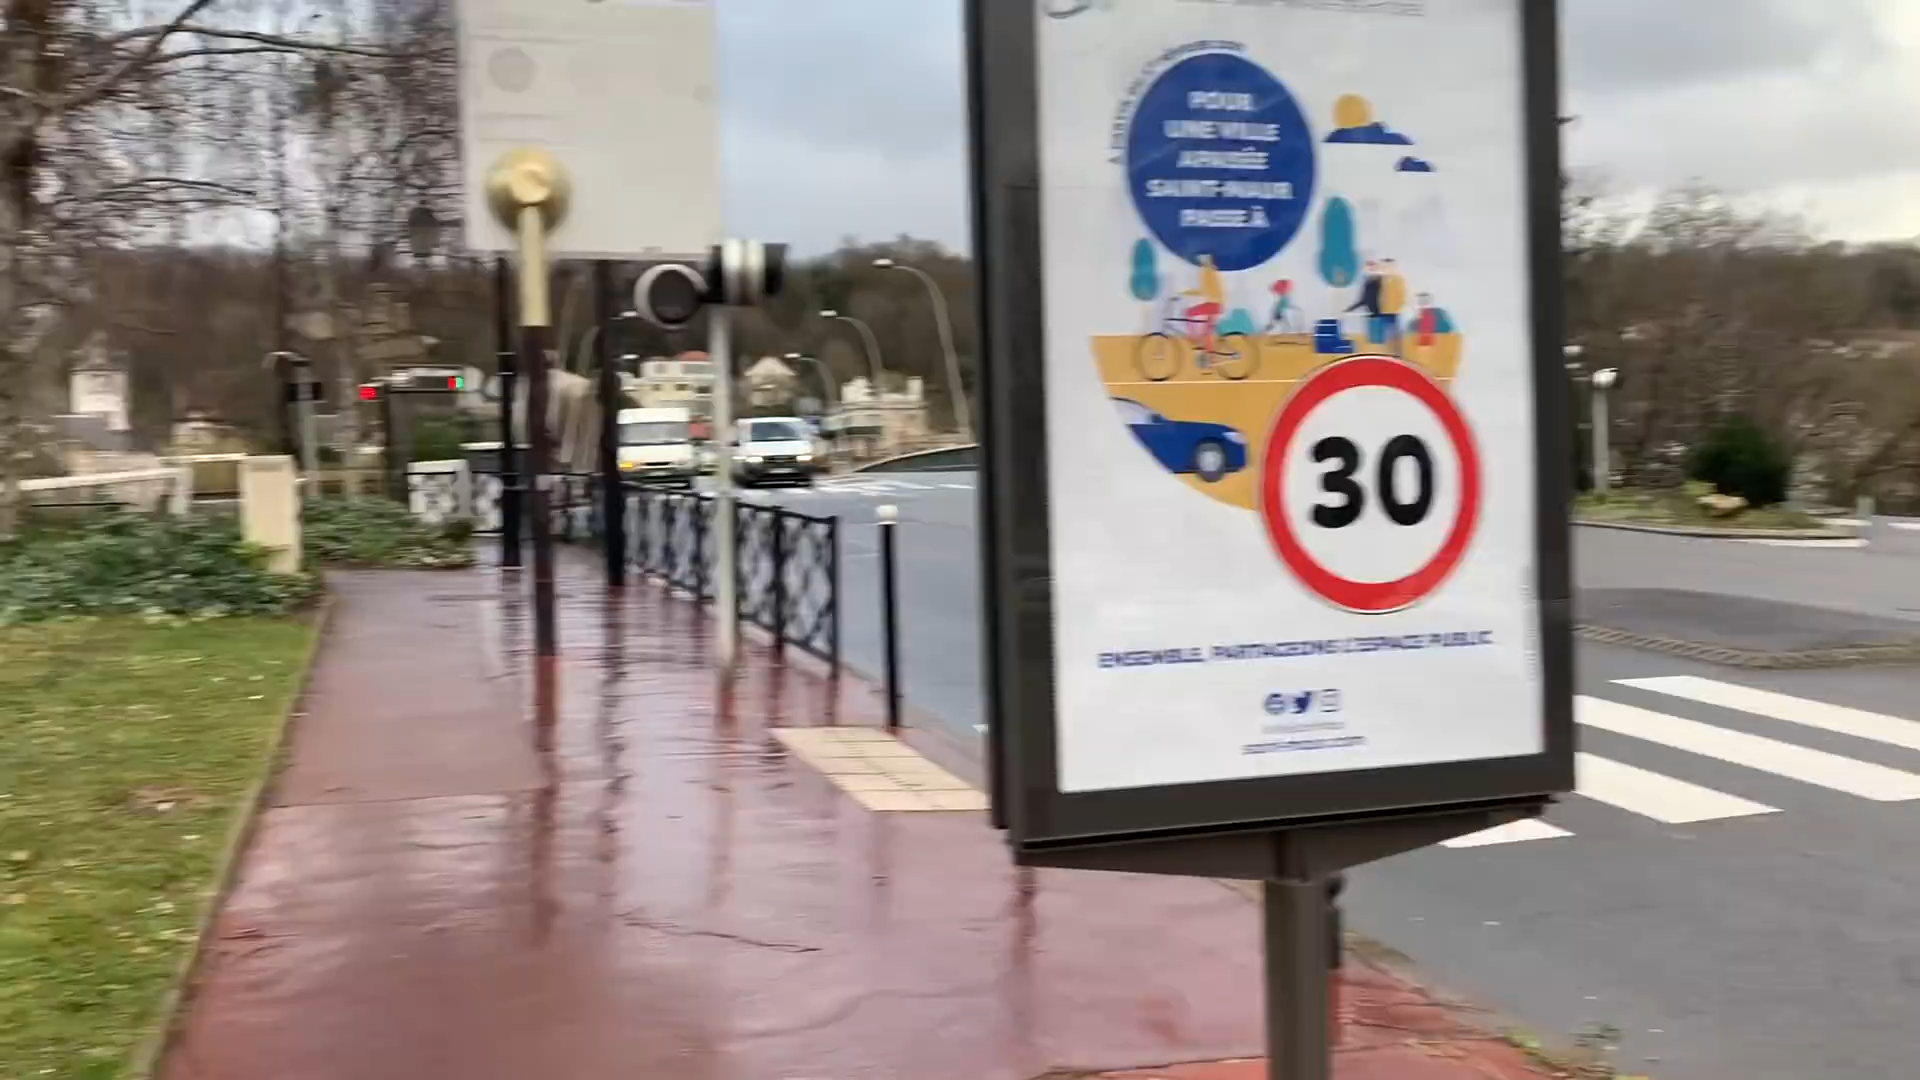 POUR
UNE VILLE
APAISÉE
SAINT-MAUR
PASSE À
30
ENSEMBLE, PARTAGEONS L'ESPACE PUBLIC